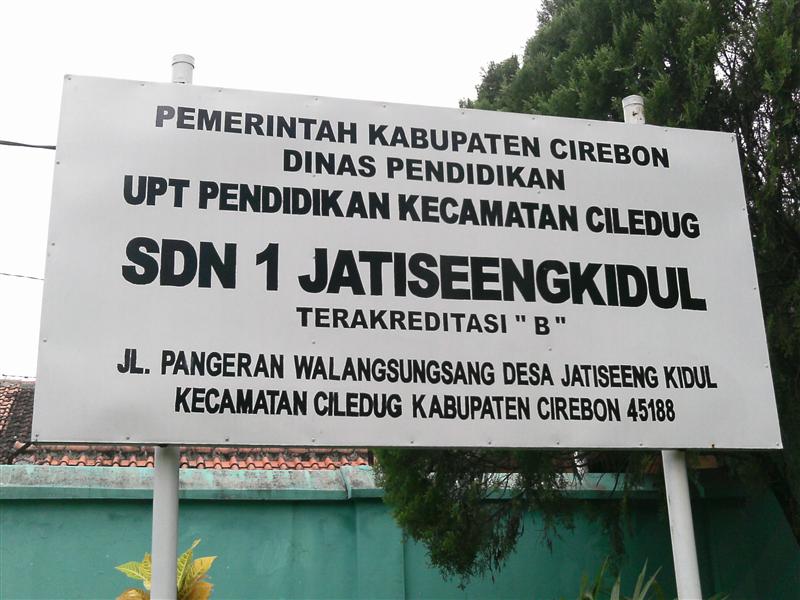 PEMERINTAH KABUPATEN CIREBON
DINAS PENDIDIKAN
UPT PENDIDIKAN KECAMATAN CILEDUG
SDN 1 JATISEENGKIDUL
TERAKREDITASI " B "
JL. PANGERAN WALANGSUNGSANG DESA JATISEENG KIDUL
KECAMATAN CILEDUG KABUPATEN CIREBON 45188